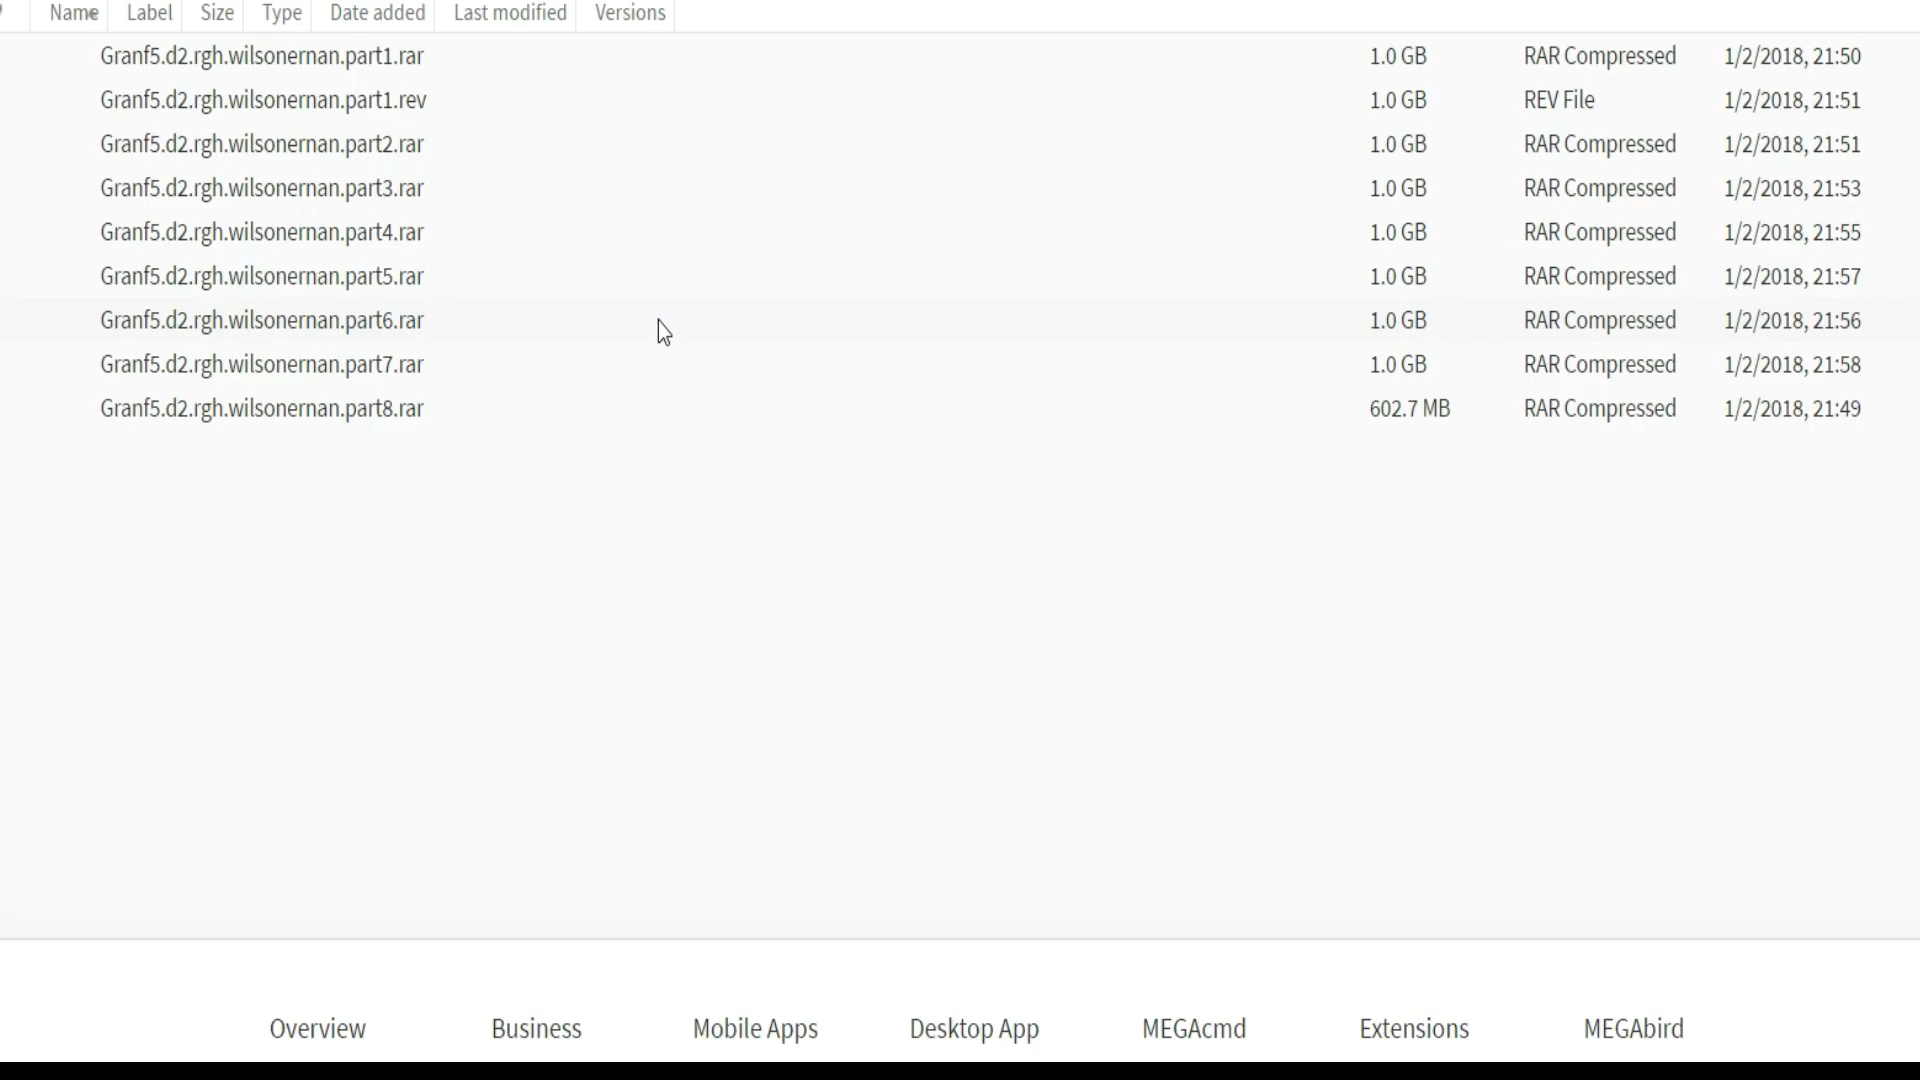 Name Label Size Type Date added Last modified Versions
Granf5.d2.rgh.wilsonernan.part1.rar 1.0 GB RAR Compressed 1/2/2018, 21:50
Granf5.d2.rgh.wilsonernan.part1.rev 1.0 GB REV File 1/2/2018, 21:51
Granf5.d2.rgh.wilsonernan.part2.rar 1.0 GB RAR Compressed 1/2/2018, 21:51
Granf5.d2.rgh.wilsonernan.part3.rar 1.0 GB RAR Compressed 1/2/2018, 21:53
Granf5.d2.rgh.wilsonernan.part4.rar 1.0 GB RAR Compressed 1/2/2018, 21:55
Granf5.d2.rgh.wilsonernan.part5.rar 1.0 GB RAR Compressed 1/2/2018, 21:57
Granf5.d2.rgh.wilsonernan.part6.rar 1.0 GB RAR Compressed 1/2/2018, 21:56
Granf5.d2.rgh.wilsonernan.part7.rar 1.0 GB RAR Compressed 1/2/2018, 21:58
Granf5.d2.rgh.wilsonernan.part8.rar 602.7 MB RAR Compressed 1/2/2018, 21:49
Overview Business Mobile Apps Desktop App MEGAcmd Extensions MEGAbird